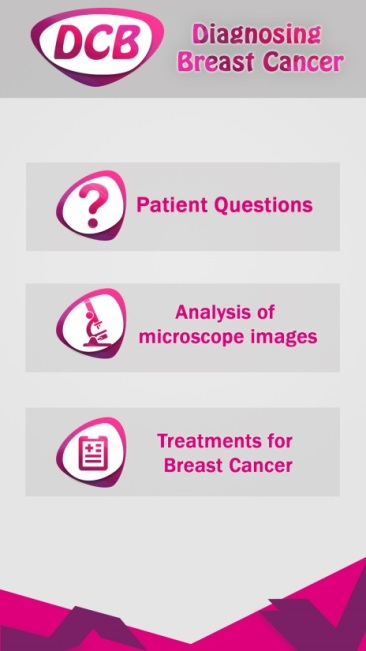 DCB
Diagnosing
Breast Cancer
?
Patient Questions
Analysis of
microscope images
Treatments for
Breast Cancer